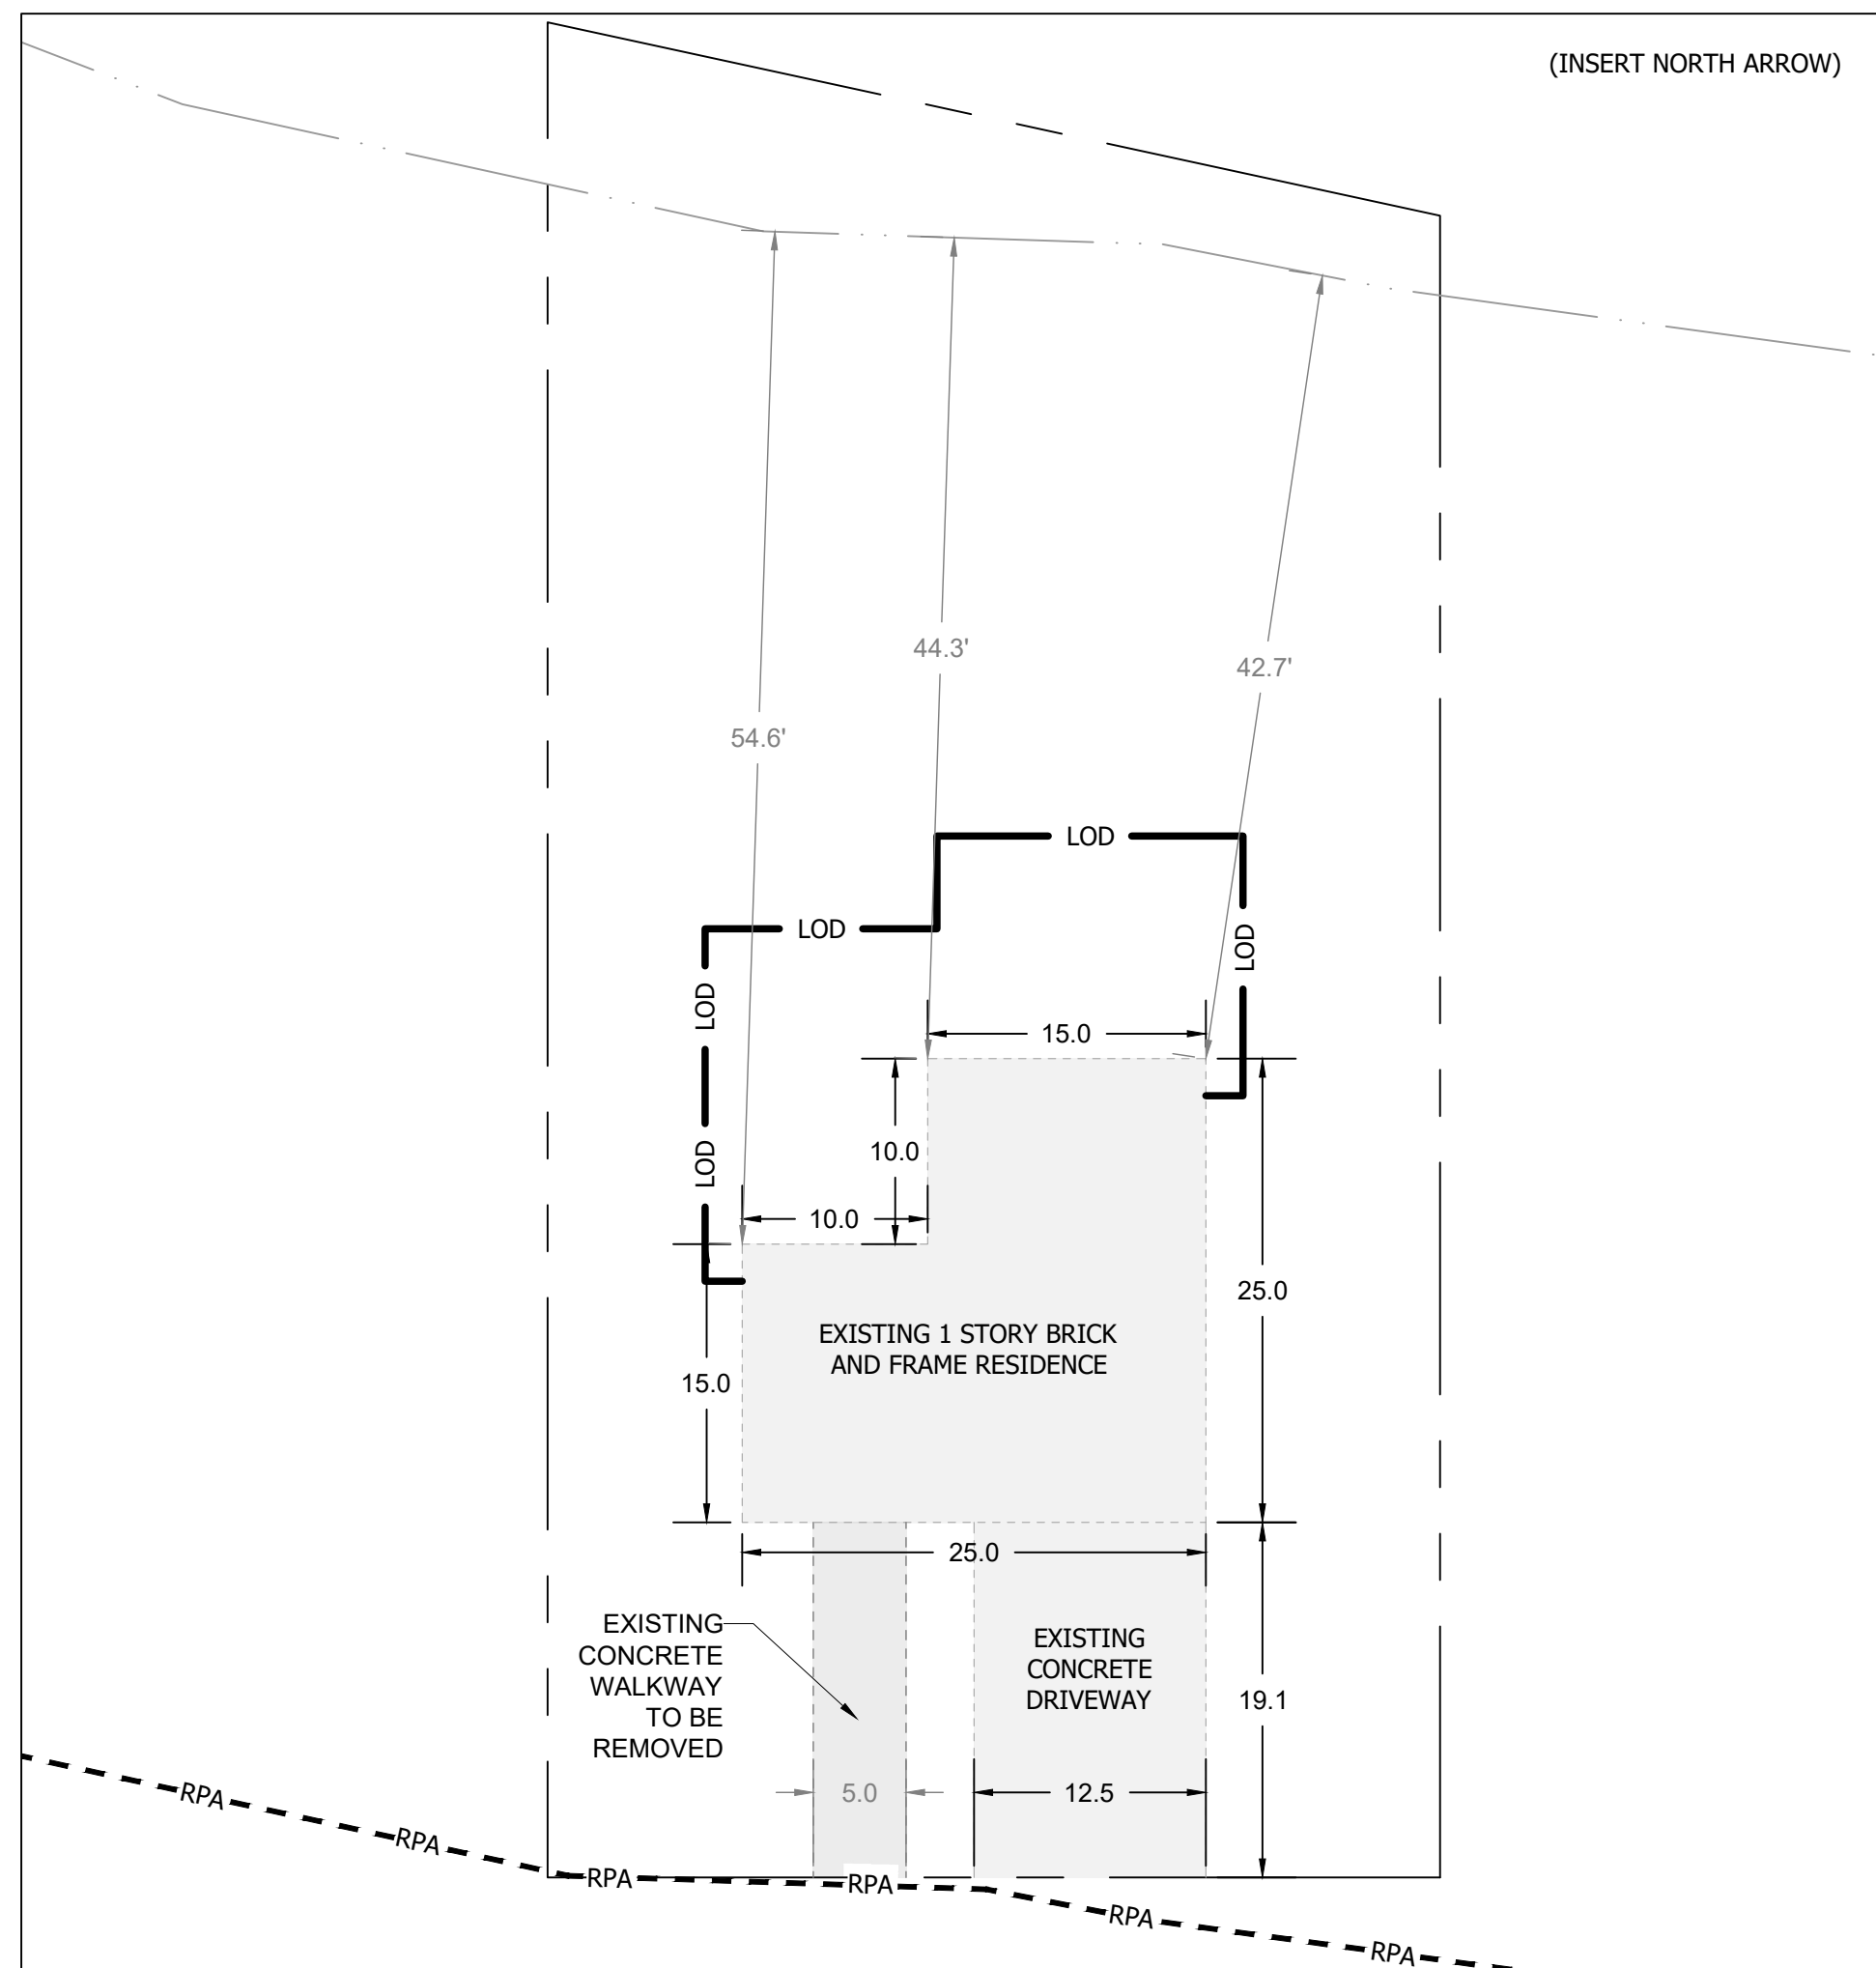 (INSERT NORTH ARROW)
44.3'
42.7'
54.6'
LOD
LOD
LOD
LOD
15.0
10.0
LOD
10.0
25.0
EXISTING 1 STORY BRICK
AND FRAME RESIDENCE
15.0
25.0
EXISTING
CONCRETE
WALKWAY
TO BE
REMOVED
EXISTING
CONCRETE
DRIVEWAY
19.1
5.0
12.5
RPA
RPA
RPA
RPA
RPA
RPA